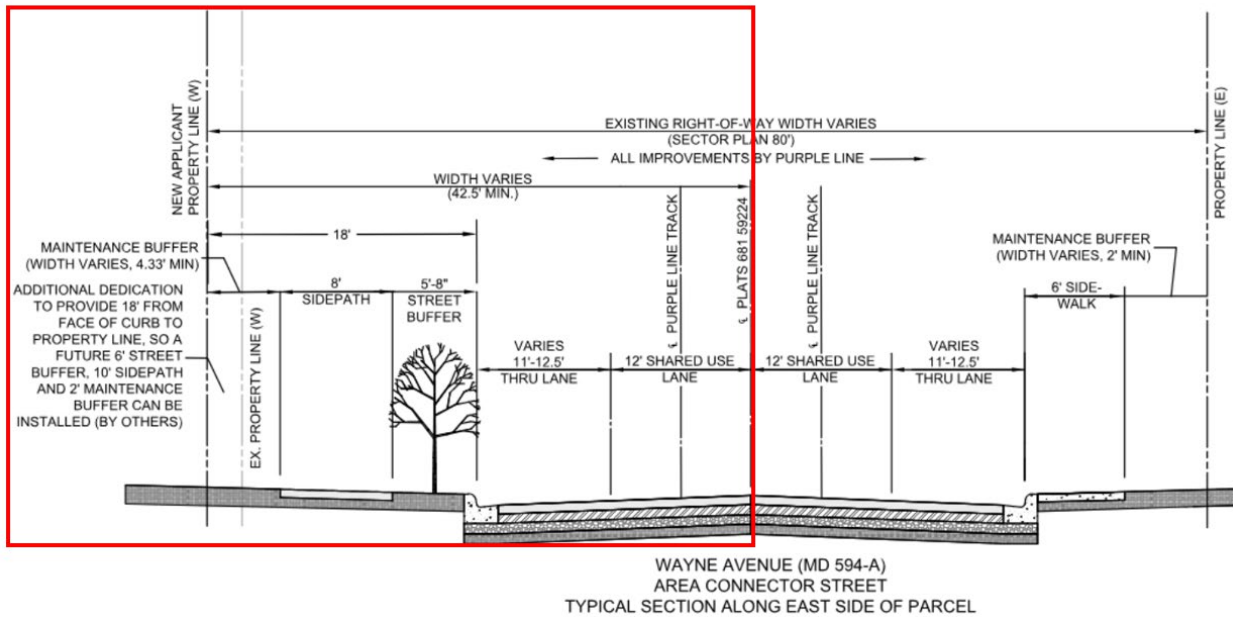 NEW APPLICANT
PROPERTY LINE (W)
EXISTING RIGHT-OF-WAY WIDTH VARIES
(SECTOR PLAN 80')
ALL IMPROVEMENTS BY PURPLE LINE
PROPERTY LINE (E)
WIDTH VARIES
(42.5' MIN.)
18'
MAINTENANCE BUFFER
(WIDTH VARIES, 4.33' MIN)
ADDITIONAL DEDICATION
TO PROVIDE 18' FROM
FACE OF CURB TO
PROPERTY LINE, SO A
FUTURE 6' STREET
BUFFER, 10' SIDEPATH
AND 2' MAINTENANCE
BUFFER CAN BE
INSTALLED (BY OTHERS)
EX. PROPERTY LINE (W)
8'
SIDEPATH
5'-8"
STREET
BUFFER
VARIES
11'-12.5'
THRU LANE
℄ PURPLE LINE TRACK
12' SHARED USE
LANE
℄ PLATS 681 59224
℄ PURPLE LINE TRACK
12' SHARED USE
LANE
VARIES
11'-12.5'
THRU LANE
MAINTENANCE BUFFER
(WIDTH VARIES, 2' MIN)
6' SIDE-
WALK
WAYNE AVENUE (MD 594-A)
AREA CONNECTOR STREET
TYPICAL SECTION ALONG EAST SIDE OF PARCEL